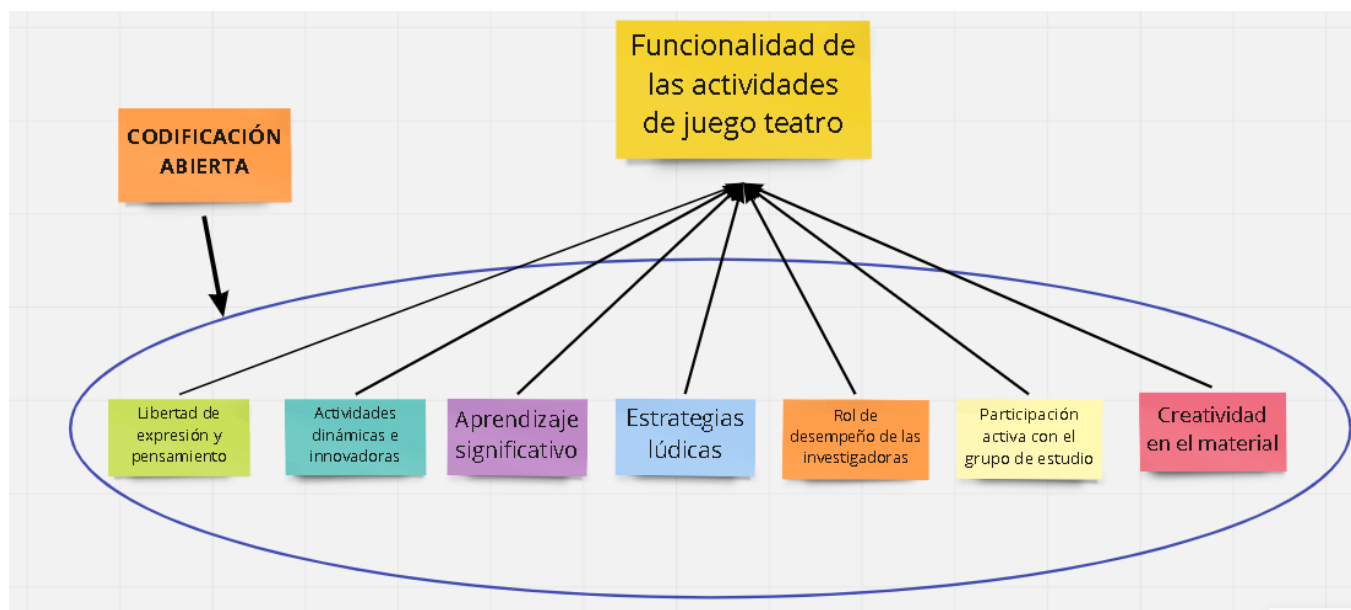 Funcionalidad de
las actividades
de juego teatro
CODIFICACIÓN
ABIERTA
Libertad de
expresión y
pensamiento
Actividades
dinámicas e
innovadoras
Aprendizaje
significativo
Estrategias
lúdicas
Rol de
desempeño de las
investigadoras
Participación
activa con el
grupo de estudio
Creatividad
en el material